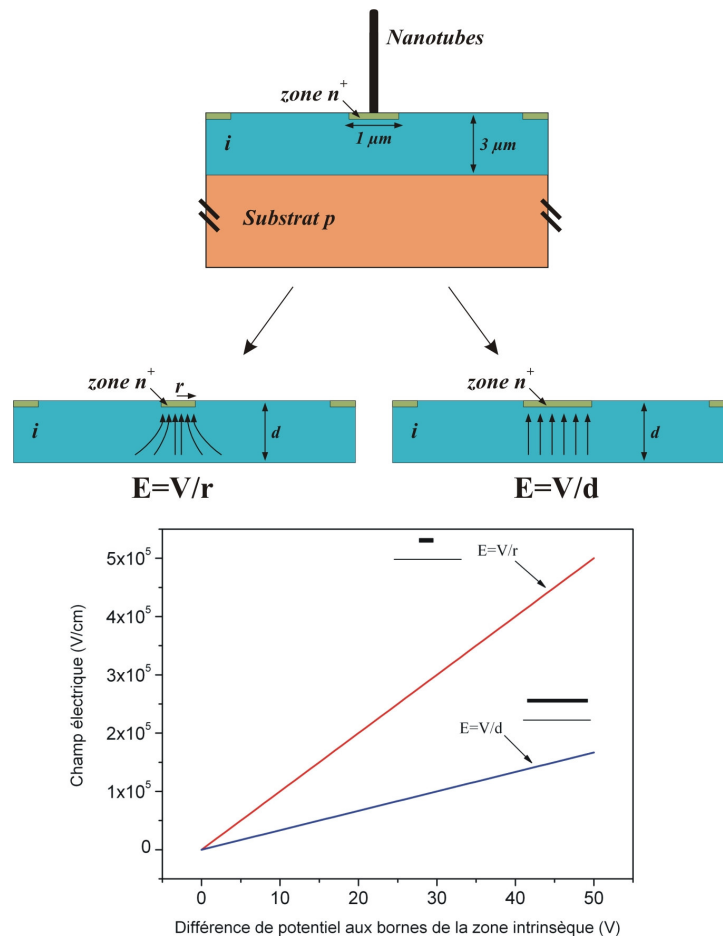 Nanotubes
zone n+
1 µm
3 µm
i
Substrat p
zone n+
r
i
d
E=V/r
zone n+
i
d
E=V/d
5x10^5
4x10^5
3x10^5
2x10^5
1x10^5
0
Champ électrique (V/cm)
E=V/r
E=V/d
0 10 20 30 40 50
Différence de potentiel aux bornes de la zone intrinsèque (V)